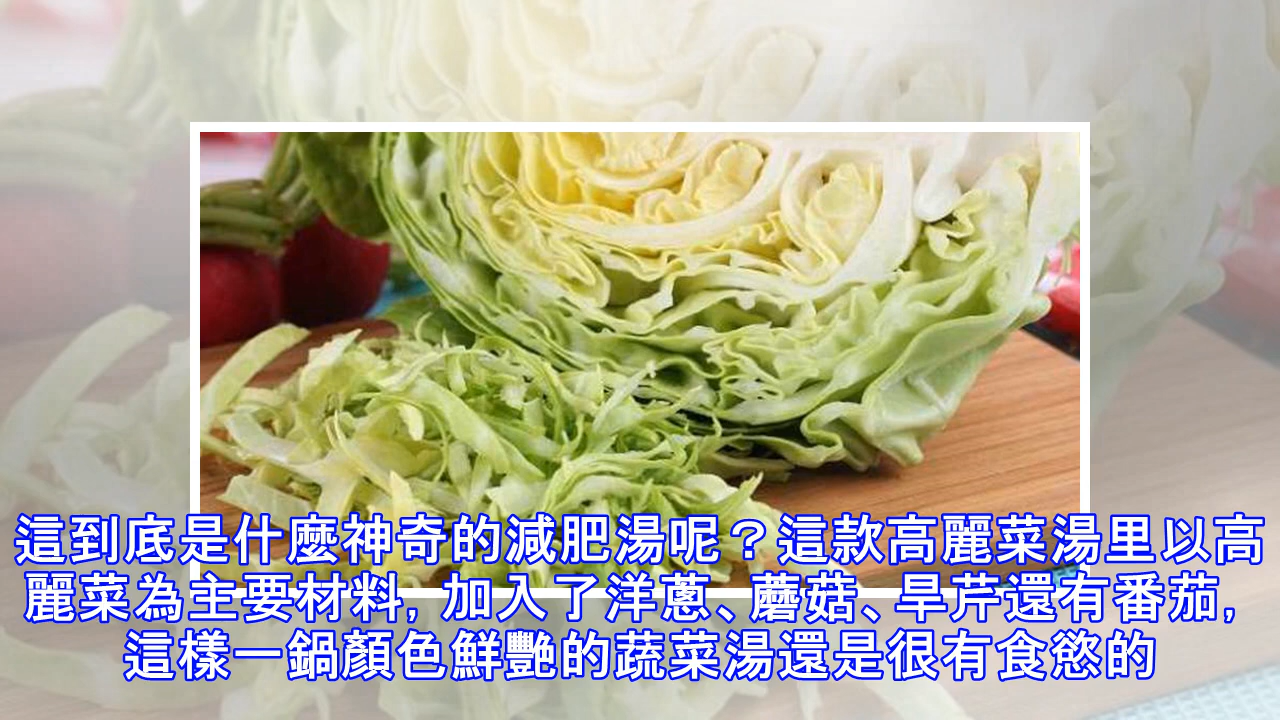 這到底是什麼神奇的減肥湯呢？這款高麗菜湯里以高
麗菜為主要材料，加入了洋蔥、蘑菇、旱芹還有番茄，
這樣一鍋顏色鮮艷的蔬菜湯還是很有食慾的